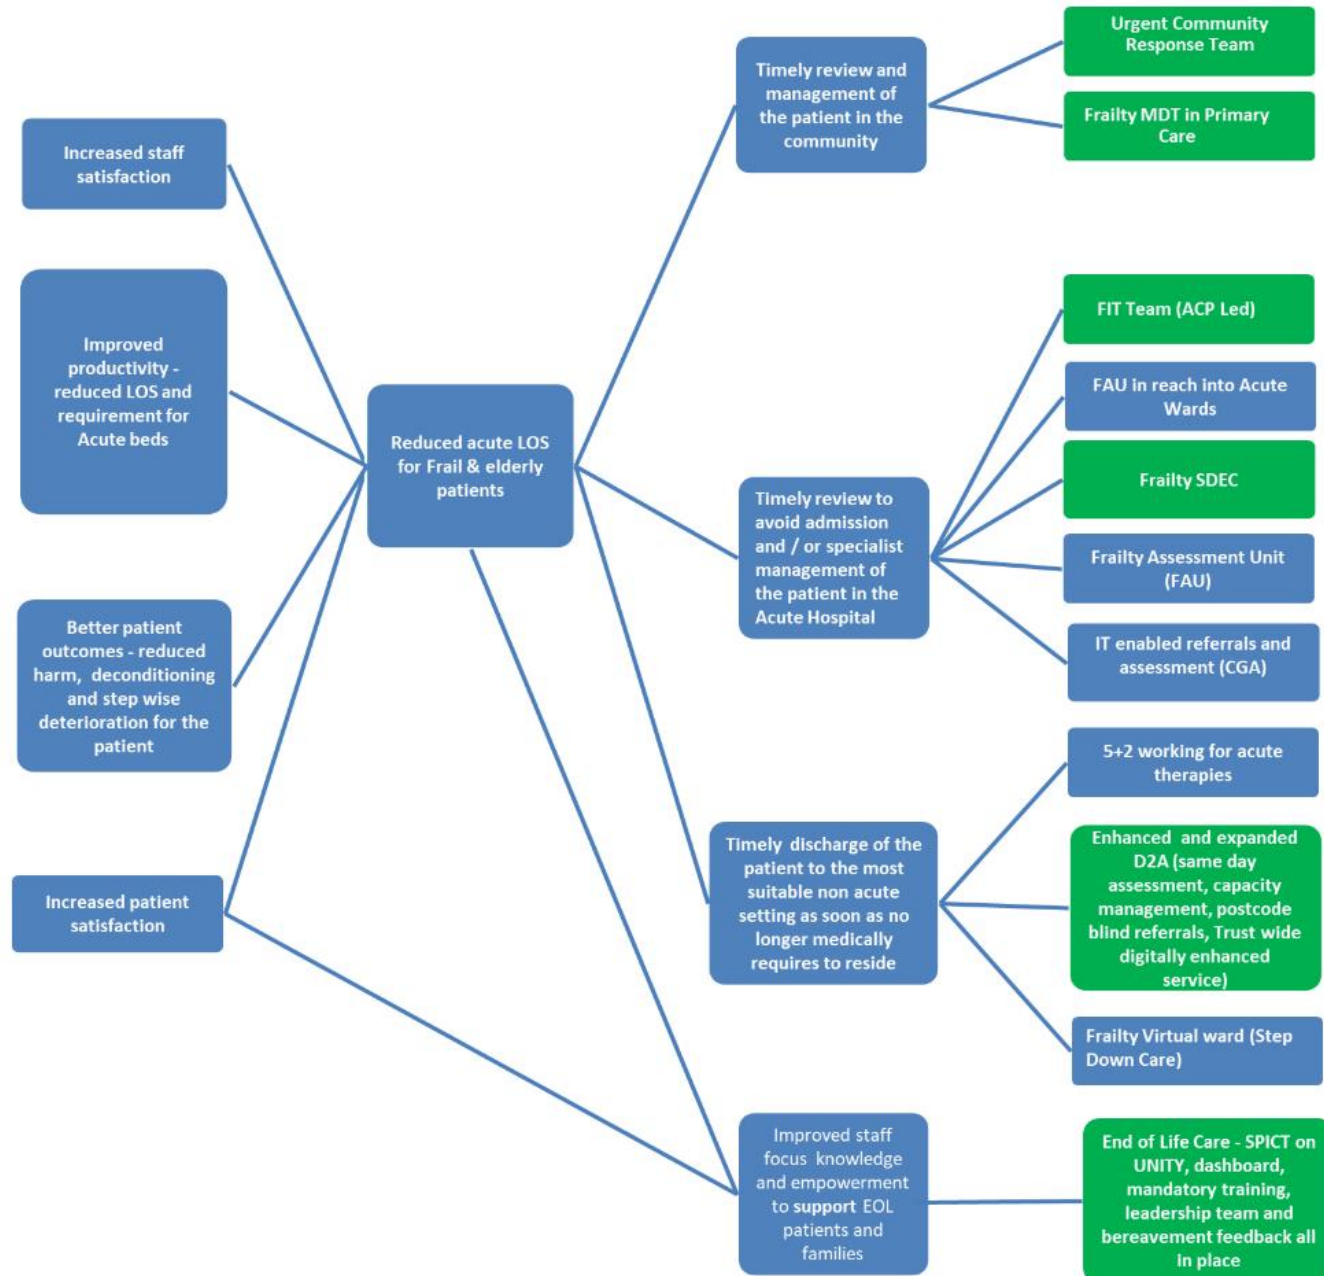 Increased staff
satisfaction
Improved
productivity -
reduced LOS and
requirement for
Acute beds
Better patient
outcomes - reduced
harm, deconditioning
and step wise
deterioration for the
patient
Increased patient
satisfaction
Reduced acute LOS
for Frail & elderly
patients
Timely review and
management of
the patient in the
community
Timely review to
avoid admission
and / or specialist
management of
the patient in the
Acute Hospital
Timely discharge of the
patient to the most
suitable non acute
setting as soon as no
longer medically
requires to reside
Improved staff
focus knowledge
and empowerment
to support EOL
patients and
families
Urgent Community
Response Team
Frailty MDT in Primary
Care
FIT Team (ACP Led)
FAU in reach into Acute
Wards
Frailty SDEC
Frailty Assessment Unit
(FAU)
IT enabled referrals and
assessment (CGA)
5+2 working for acute
therapies
Enhanced and expanded
D2A (same day
assessment, capacity
management, postcode
blind referrals, Trust wide
digitally enhanced
service)
Frailty Virtual ward (Step
Down Care)
End of Life Care - SPICT on
UNITY, dashboard,
mandatory training,
leadership team and
bereavement feedback all
in place